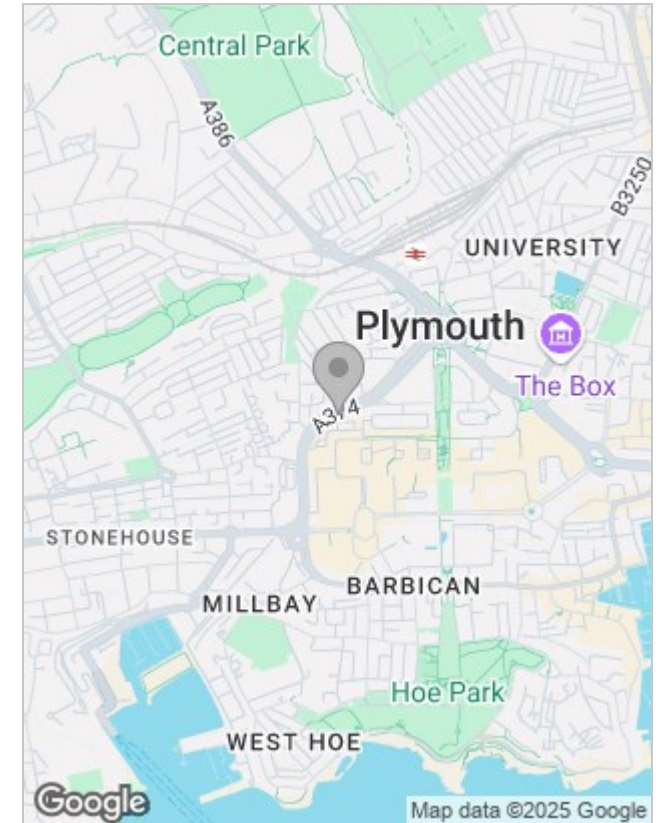 Central Park
A386
B3250
UNIVERSITY
Plymouth
The Box
A374
STONEHOUSE
BARBICAN
MILLBAY
Hoe Park
WEST HOE
Google
Map data ©2025 Google